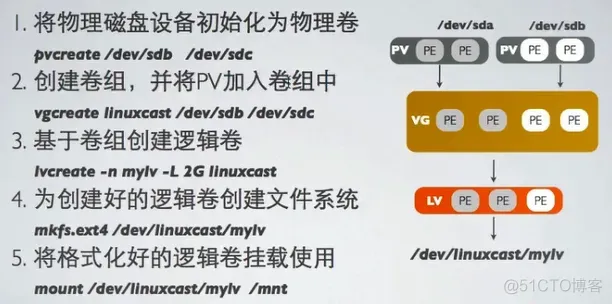 1. 将物理磁盘设备初始化为物理卷
pvcreate /dev/sdb /dev/sdc
2. 创建卷组，并将PV加入卷组中
vgcreate linuxcast /dev/sdb /dev/sdc
3. 基于卷组创建逻辑卷
lvcreate -n mylv -L 2G linuxcast
4. 为创建好的逻辑卷创建文件系统
mkfs.ext4 /dev/linuxcast/mylv
5. 将格式化好的逻辑卷挂载使用
mount /dev/linuxcast/mylv /mnt
/dev/sda /dev/sdb
PV PE PE PV PE PE
VG PE PE PE PE
LV PE PE PE
/dev/linuxcast/mylv
@51CTO博客